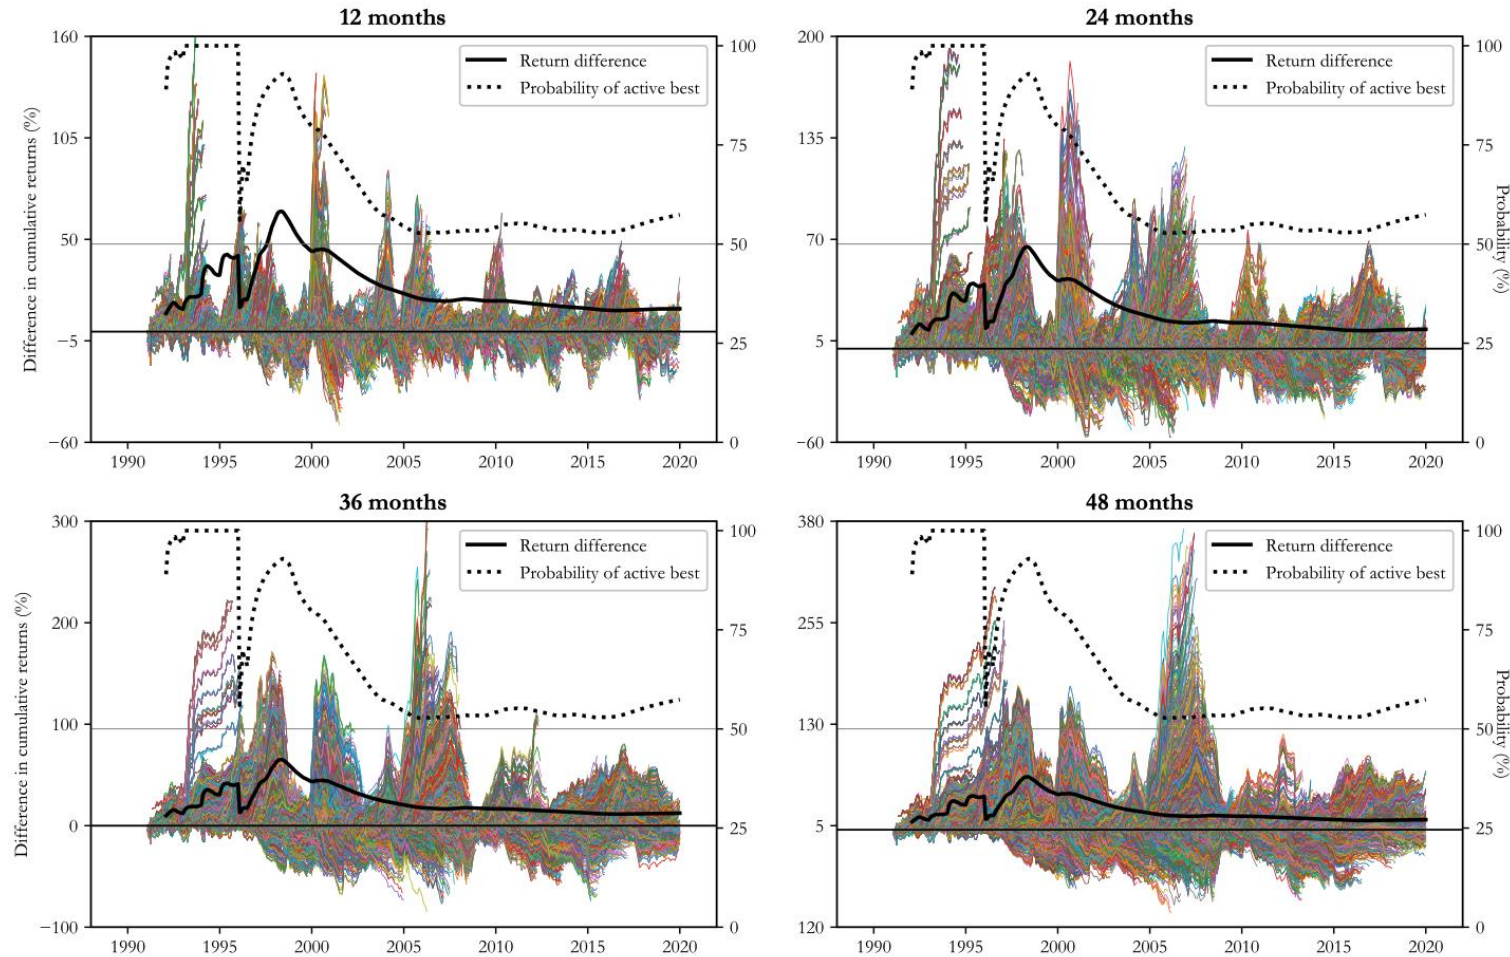 12 months
24 months
160
105
50
−5
−60
100
75
50
25
0
Difference in cumulative returns (%)
Return difference
Probability of active best
1990 1995 2000 2005 2010 2015 2020
200
135
70
5
−60
100
75
50
25
0
Probability (%)
Return difference
Probability of active best
1990 1995 2000 2005 2010 2015 2020
36 months
48 months
300
200
100
0
−100
100
75
50
25
0
Difference in cumulative returns (%)
Return difference
Probability of active best
1990 1995 2000 2005 2010 2015 2020
380
255
130
5
120
100
75
50
25
0
Probability (%)
Return difference
Probability of active best
1990 1995 2000 2005 2010 2015 2020